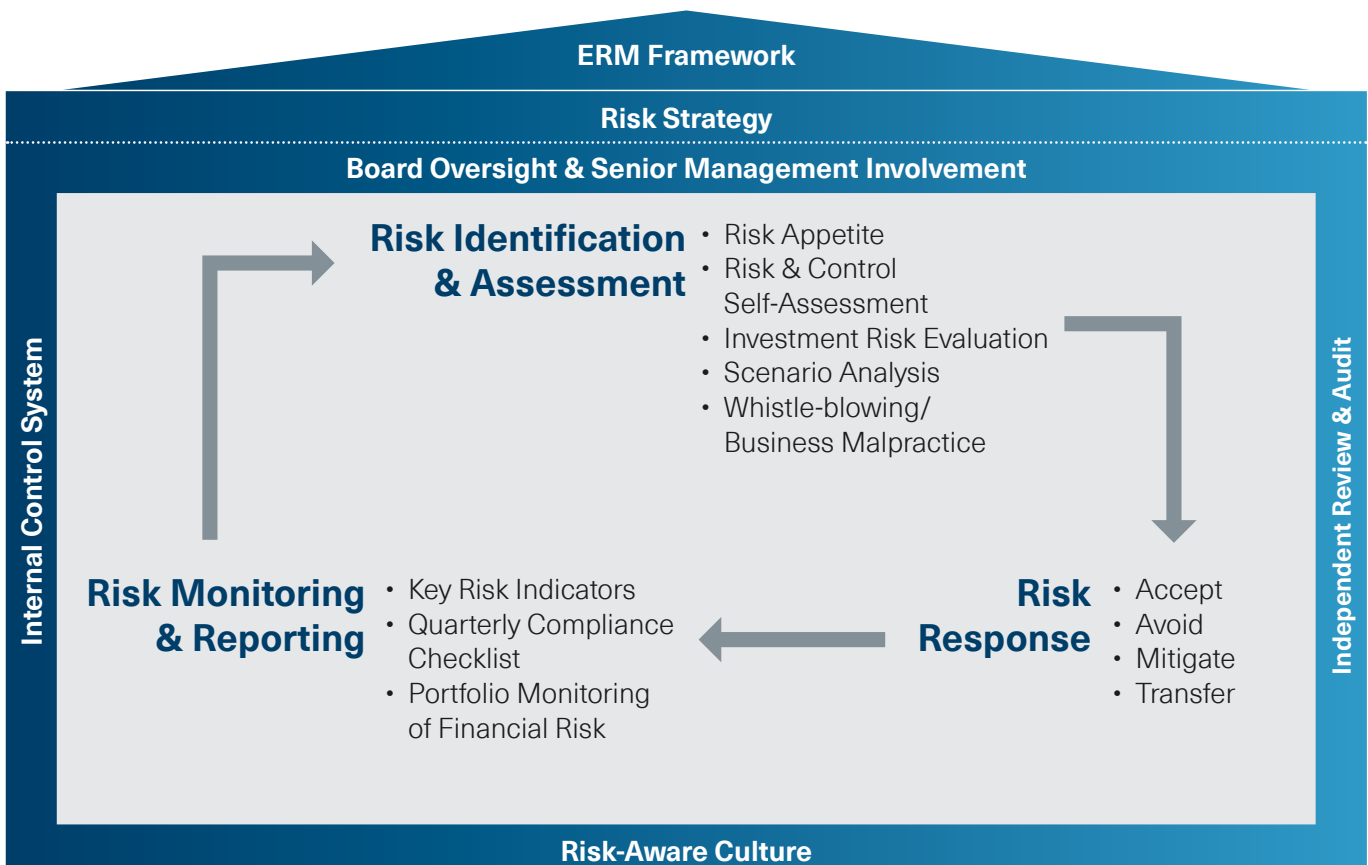 ERM Framework
Risk Strategy
Board Oversight & Senior Management Involvement
Internal Control System
Risk Identification
& Assessment
• Risk Appetite
• Risk & Control
Self-Assessment
• Investment Risk Evaluation
• Scenario Analysis
• Whistle-blowing/
Business Malpractice
Risk Monitoring
& Reporting
• Key Risk Indicators
• Quarterly Compliance
Checklist
• Portfolio Monitoring
of Financial Risk
Risk
Response
• Accept
• Avoid
• Mitigate
• Transfer
Independent Review & Audit
Risk-Aware Culture